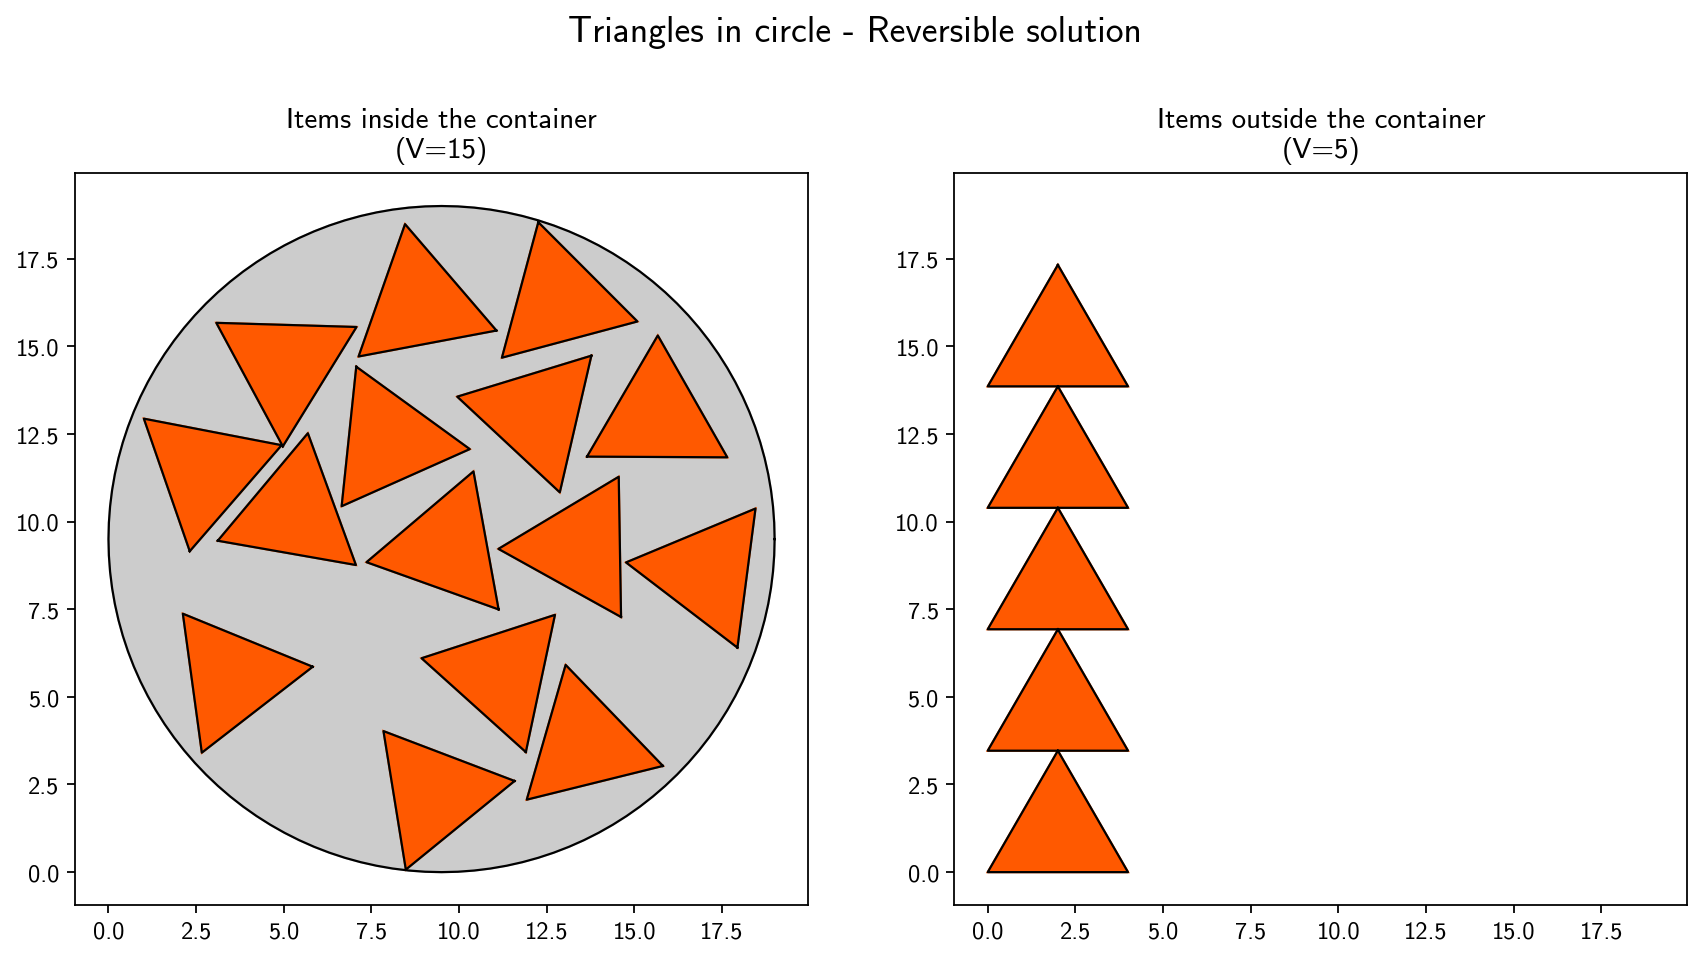 Triangles in circle - Reversible solution
Items inside the container
(V=15)
17.5
15.0
12.5
10.0
7.5
5.0
2.5
0.0
0.0 2.5 5.0 7.5 10.0 12.5 15.0 17.5
Items outside the container
(V=5)
17.5
15.0
12.5
10.0
7.5
5.0
2.5
0.0
0.0 2.5 5.0 7.5 10.0 12.5 15.0 17.5